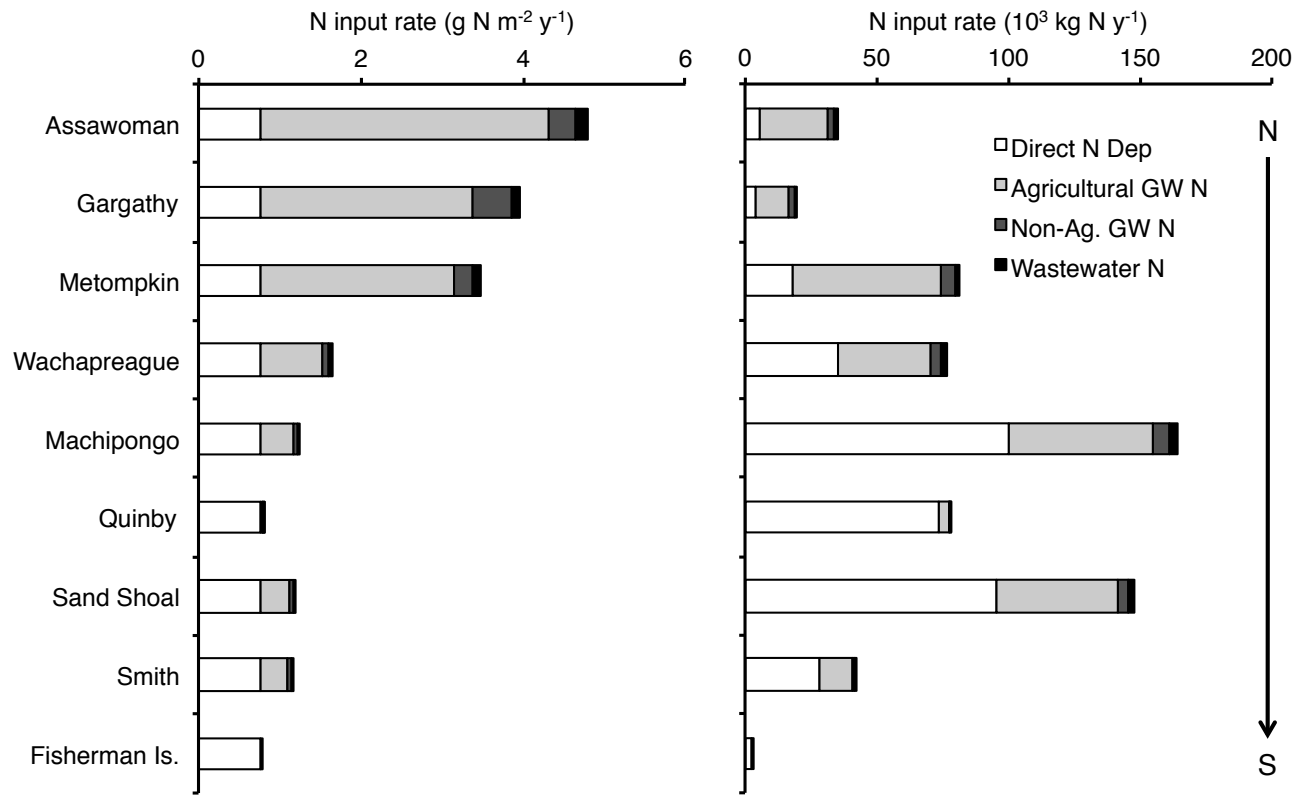 N input rate (g N m⁻² y⁻¹)
N input rate (10³ kg N y⁻¹)
0 2 4 6
0 50 100 150 200
Assawoman
Gargathy
Metompkin
Wachapreague
Machipongo
Quinby
Sand Shoal
Smith
Fisherman Is.
N
Direct N Dep
Agricultural GW N
Non-Ag. GW N
Wastewater N
S